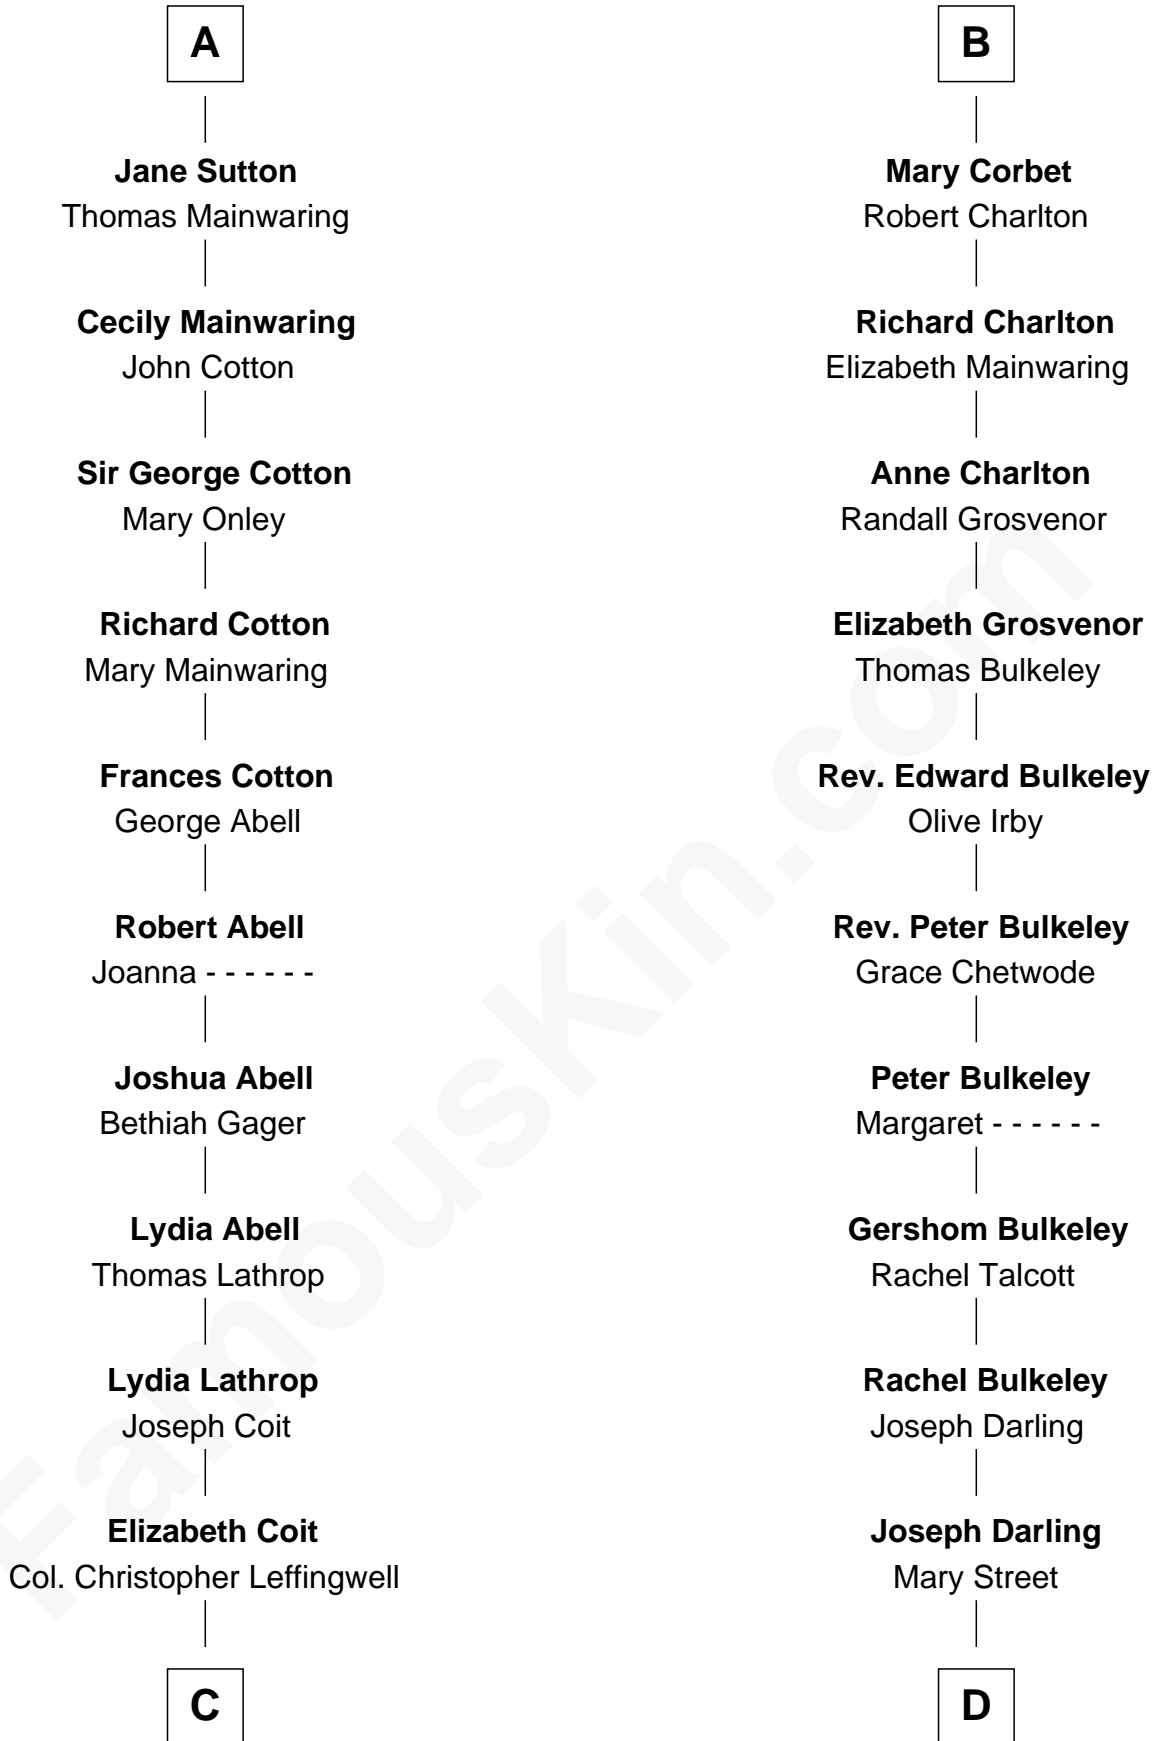 A
Jane Sutton
Thomas Mainwaring
Cecily Mainwaring
John Cotton
Sir George Cotton
Mary Onley
Richard Cotton
Mary Mainwaring
Frances Cotton
George Abell
Robert Abell
Joanna - - - - - -
Joshua Abell
Bethiah Gager
Lydia Abell
Thomas Lathrop
Lydia Lathrop
Joseph Coit
Elizabeth Coit
Col. Christopher Leffingwell
C
B
Mary Corbet
Robert Charlton
Richard Charlton
Elizabeth Mainwaring
Anne Charlton
Randall Grosvenor
Elizabeth Grosvenor
Thomas Bulkeley
Rev. Edward Bulkeley
Olive Irby
Rev. Peter Bulkeley
Grace Chetwode
Peter Bulkeley
Margaret - - - - - -
Gershom Bulkeley
Rachel Talcott
Rachel Bulkeley
Joseph Darling
Joseph Darling
Mary Street
D
FamousKin.com